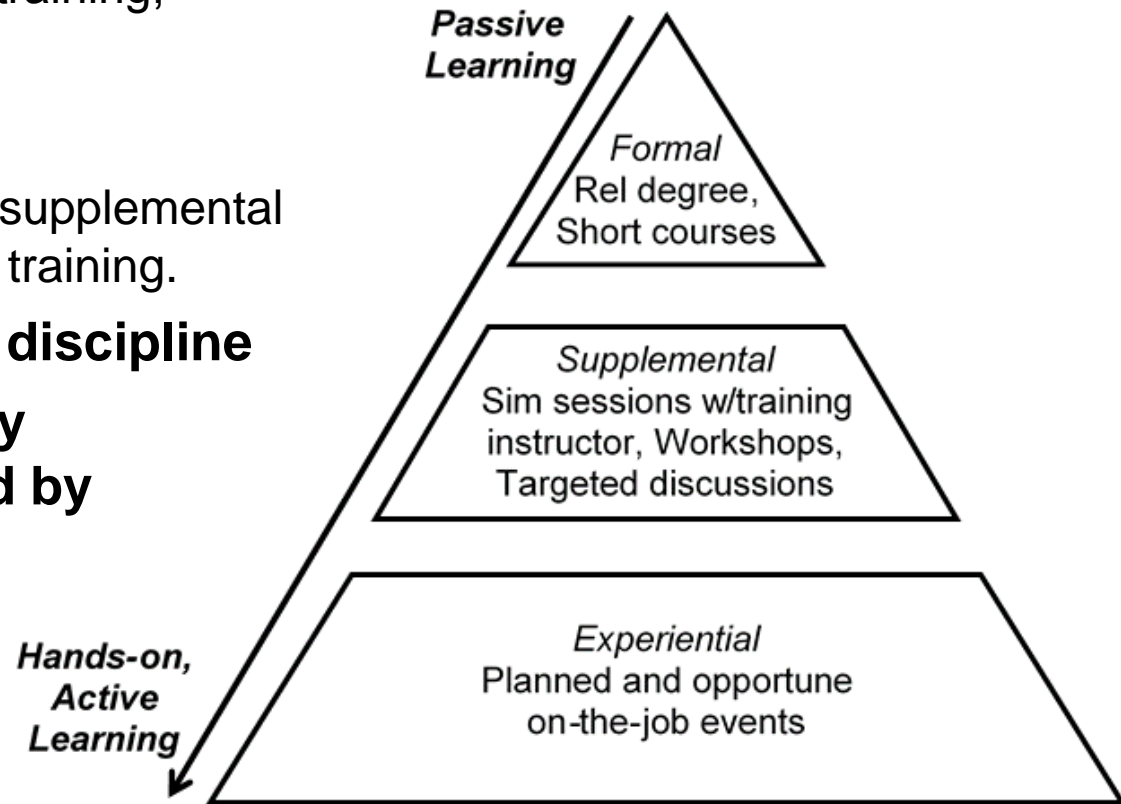 training,
supplemental
training.
discipline
y
d by
Passive
Learning
Formal
Rel degree,
Short courses
Supplemental
Sim sessions w/training
instructor, Workshops,
Targeted discussions
Experiential
Planned and opportune
on-the-job events
Hands-on,
Active
Learning